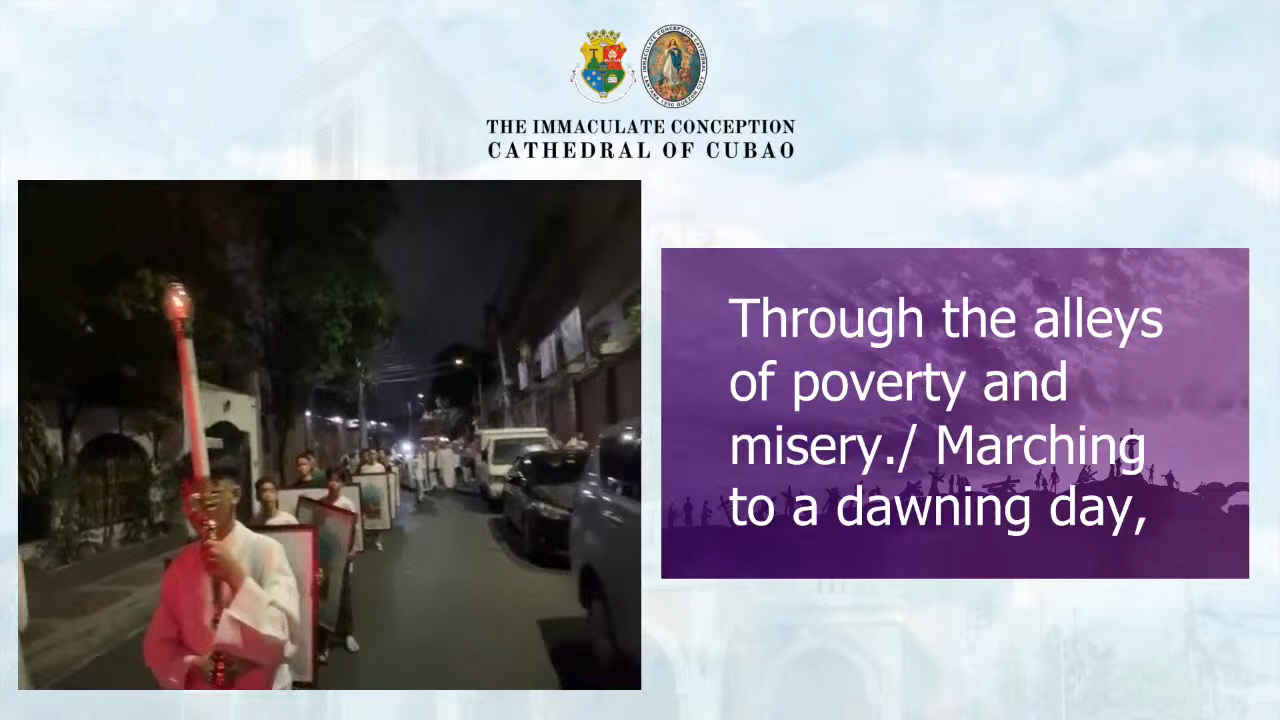 THE IMMACULATE CONCEPTION
CATHEDRAL OF CUBAO
Through the alleys
of poverty and
misery./ Marching
to a dawning day,